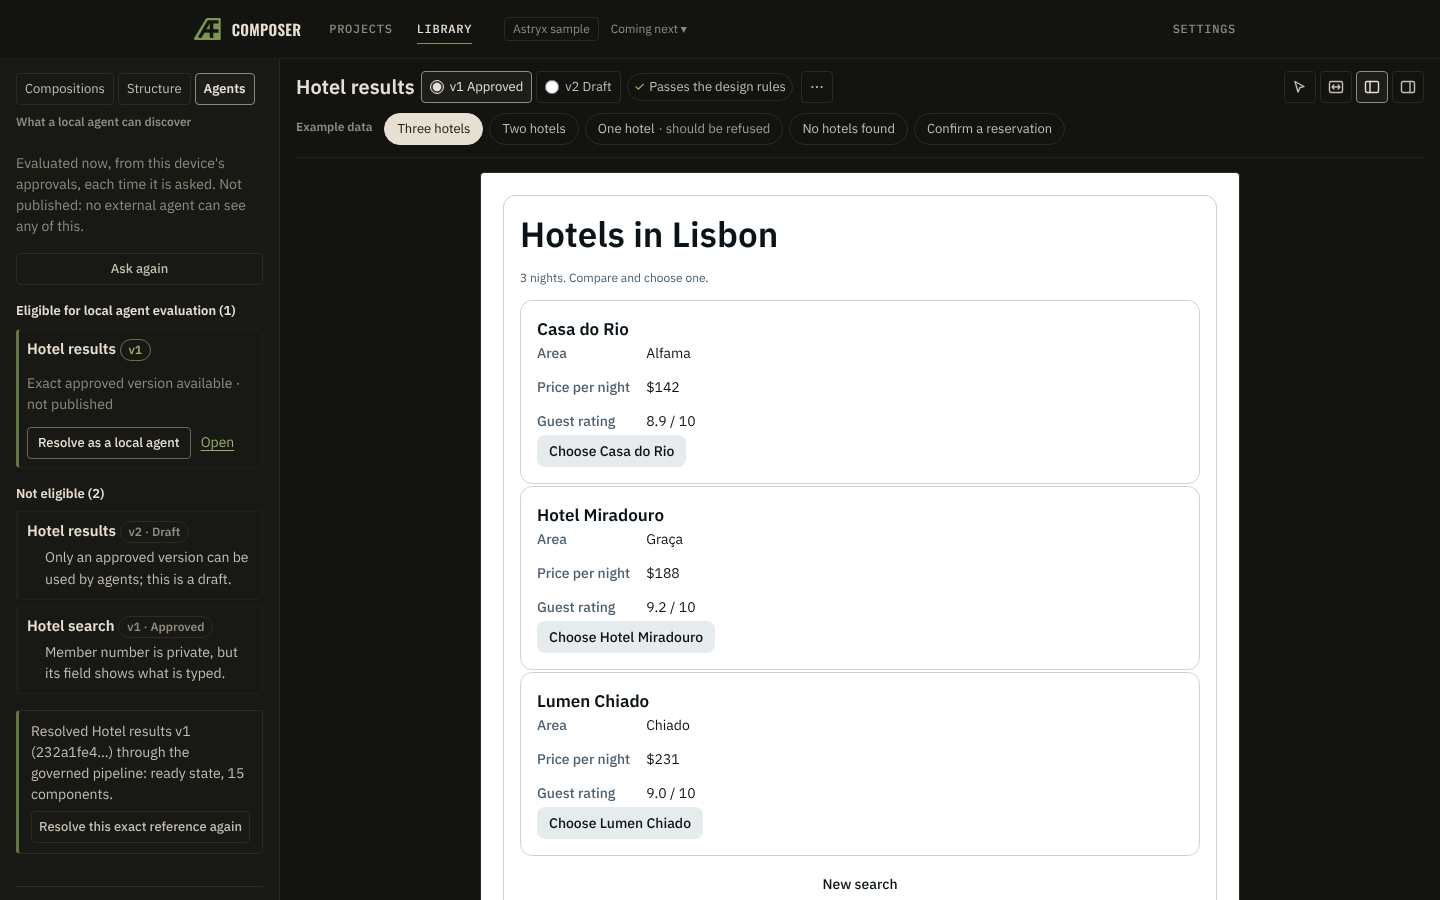 COMPOSER
PROJECTS
LIBRARY
Astryx sample
Coming next ▾
SETTINGS
Compositions
Structure
Agents
What a local agent can discover
Evaluated now, from this device's
approvals, each time it is asked. Not
published: no external agent can see
any of this.
Ask again
Eligible for local agent evaluation (1)
Hotel results v1
Exact approved version available ·
not published
Resolve as a local agent
Open
Not eligible (2)
Hotel results v2 · Draft
Only an approved version can be
used by agents; this is a draft.
Hotel search v1 · Approved
Member number is private, but
its field shows what is typed.
Resolved Hotel results v1
(232a1fe4…) through the
governed pipeline: ready state, 15
components.
Resolve this exact reference again
Hotel results
v1 Approved
v2 Draft
✓ Passes the design rules
···
Example data
Three hotels
Two hotels
One hotel · should be refused
No hotels found
Confirm a reservation
Hotels in Lisbon
3 nights. Compare and choose one.
Casa do Rio
Area Alfama
Price per night $142
Guest rating 8.9 / 10
Choose Casa do Rio
Hotel Miradouro
Area Graça
Price per night $188
Guest rating 9.2 / 10
Choose Hotel Miradouro
Lumen Chiado
Area Chiado
Price per night $231
Guest rating 9.0 / 10
Choose Lumen Chiado
New search